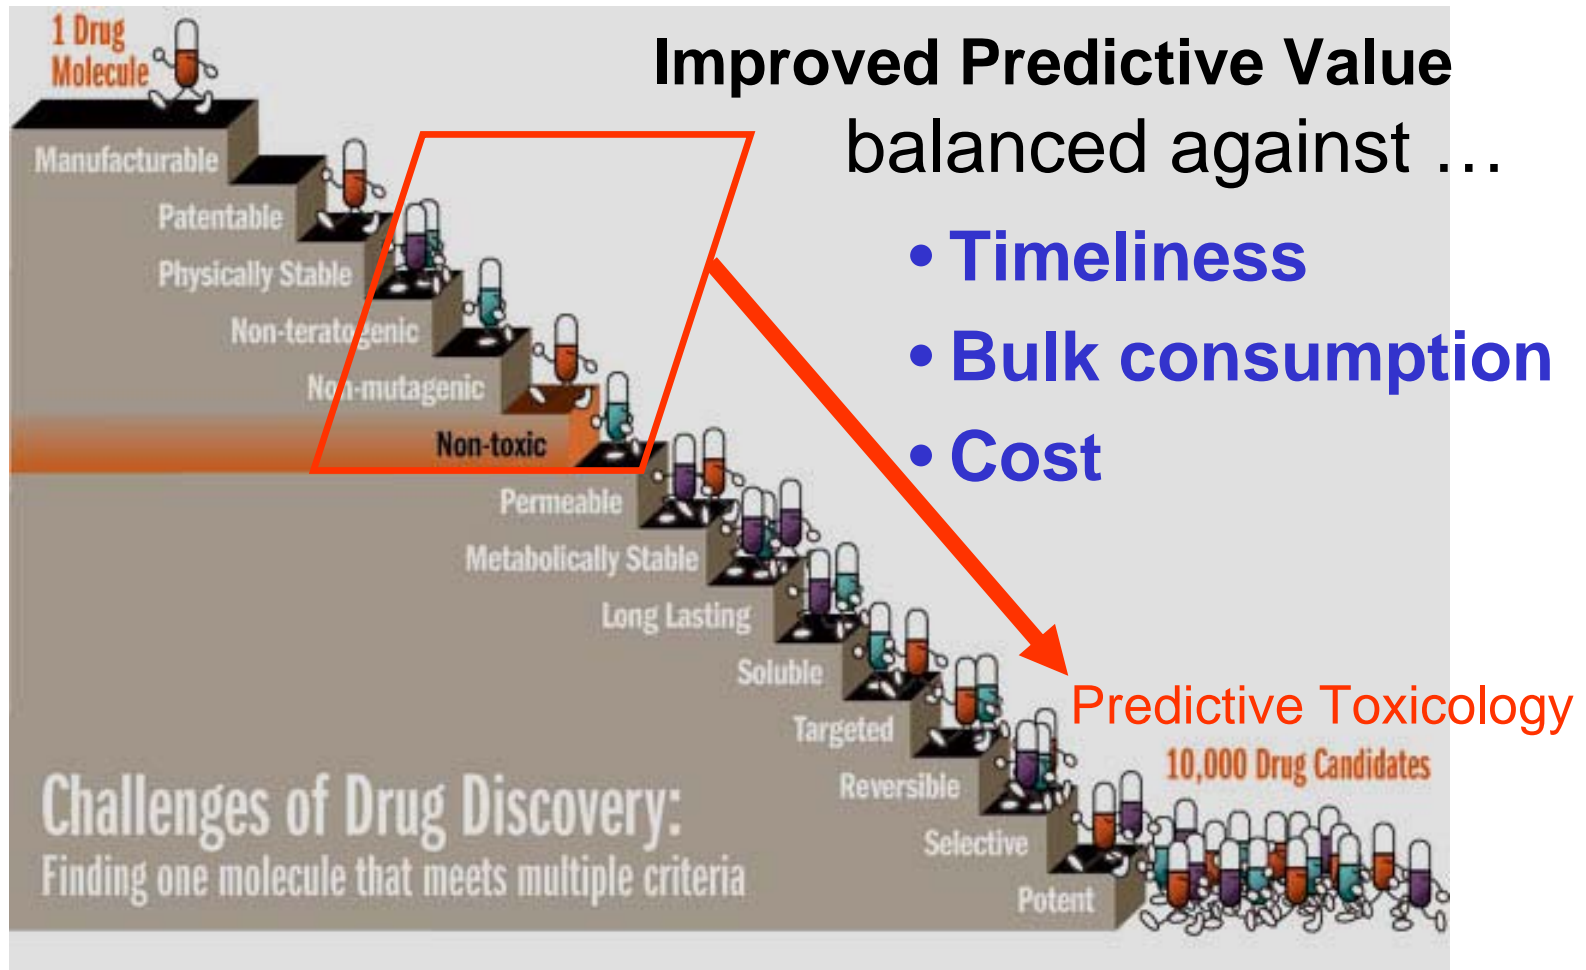 1 Drug
Molecule
Improved Predictive Value
balanced against …
• Timeliness
• Bulk consumption
• Cost
Manufacturable
Patentable
Physically Stable
Non-teratogenic
Non-mutagenic
Non-toxic
Permeable
Metabolically Stable
Long Lasting
Soluble
Targeted
Reversible
Selective
Potent
Predictive Toxicology
10,000 Drug Candidates
Challenges of Drug Discovery:
Finding one molecule that meets multiple criteria